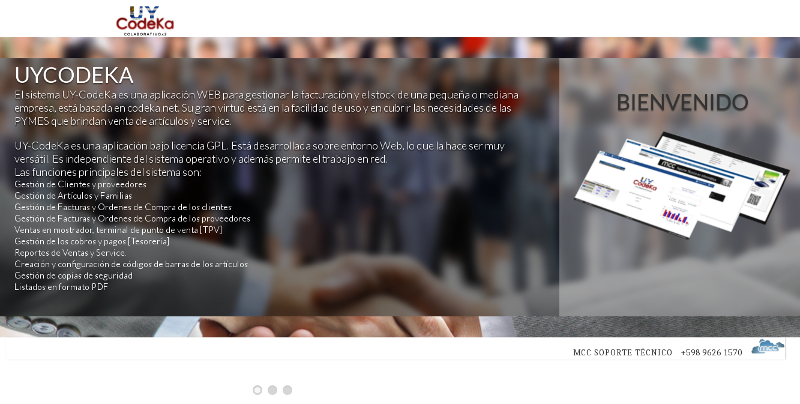 UY
CodeKa
COLABORATIVO
UYCODEKA
El sistema UY-CodeKa es una aplicación WEB para gestionar la facturación y el stock de una pequeña o mediana
empresa, está basada en codeka.net. Su gran virtud está en la facilidad de uso y en cubrir las necesidades de las
PYMES que brindan venta de artículos y service.
UY-CodeKa es una aplicación bajo licencia GPL. Está desarrollada sobre entorno Web, lo que la hace ser muy
versátil. Es independiente del sistema operativo y además permite el trabajo en red.
Las funciones principales del sistema son:
Gestión de Clientes y proveedores
Gestión de Artículos y Familias
Gestión de Facturas y Ordenes de Compra de los clientes
Gestión de Facturas y Ordenes de Compra de los proveedores
Ventas en mostrador, terminal de punto de venta [TPV]
Gestión de los cobros y pagos [Tesorería]
Reportes de Ventas y Service.
Creación y configuración de códigos de barras de los artículos
Gestión de copias de seguridad
Listados en formato PDF
BIENVENIDO
UY
CodeKa
mcc
MCC SOPORTE TÉCNICO +598 9626 1570
mcc